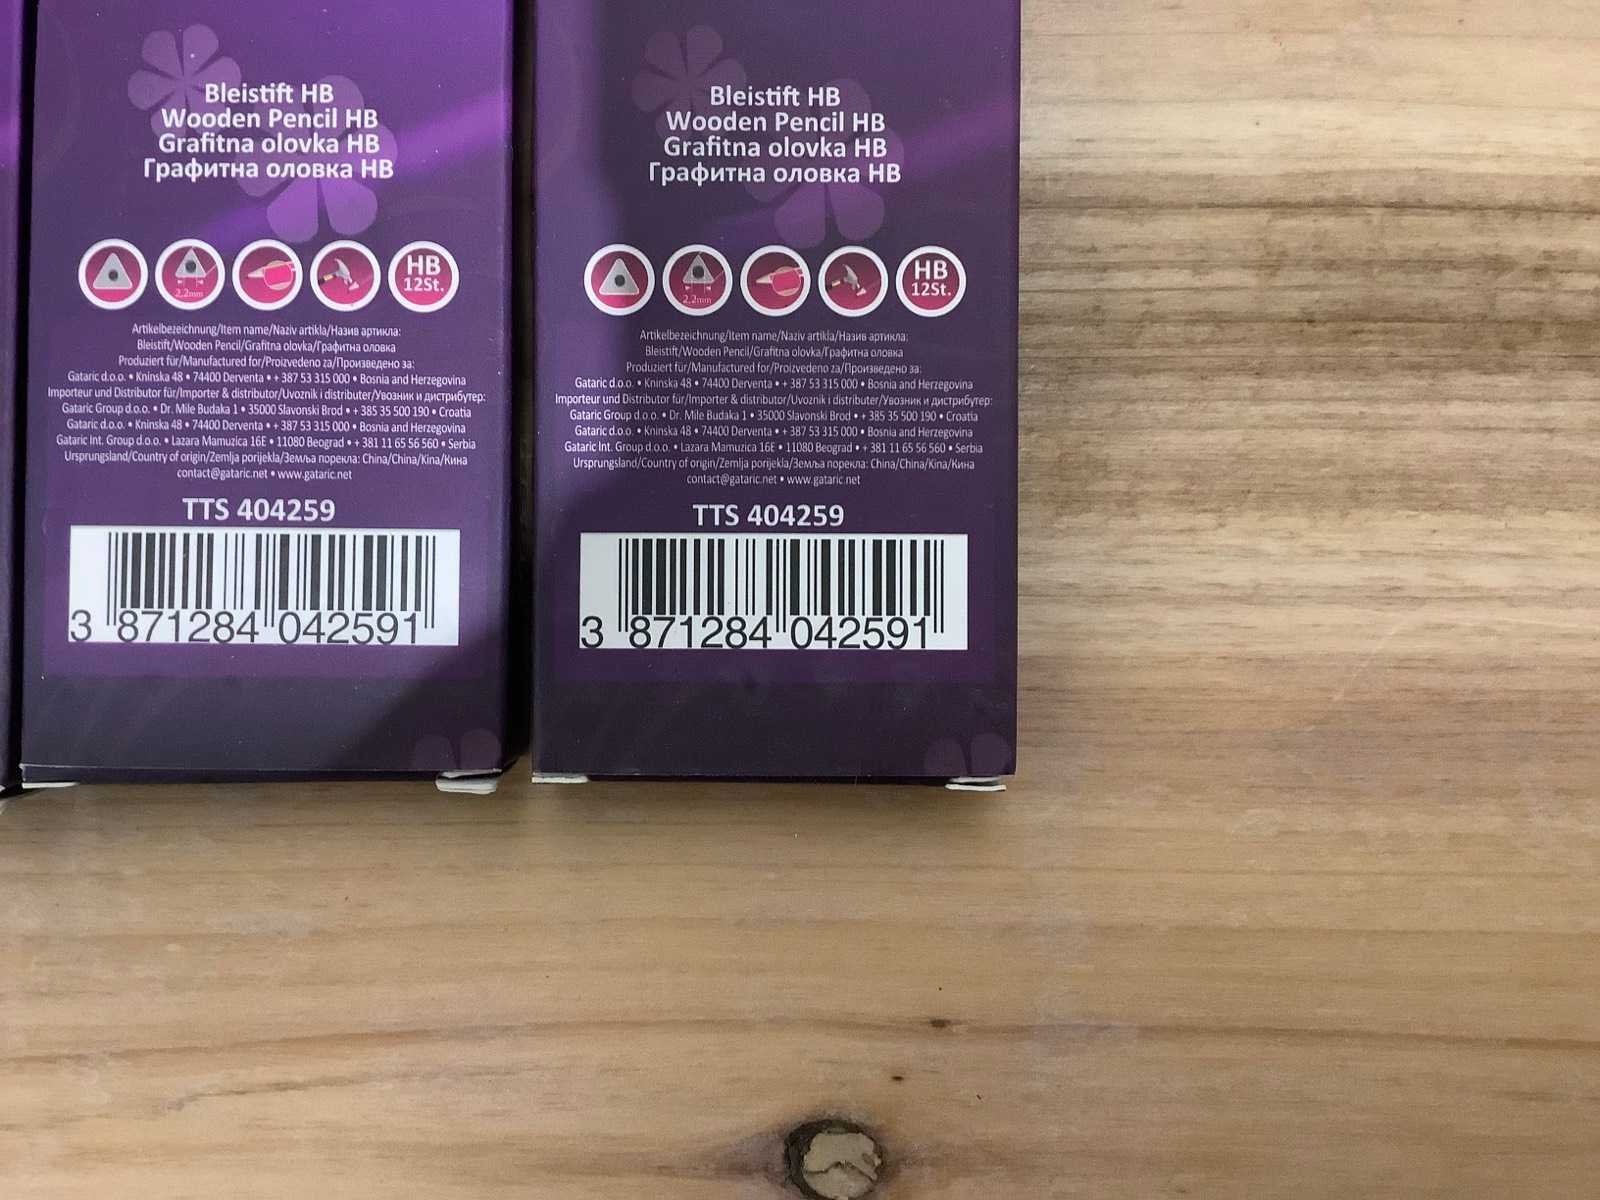 Bleistift HB
Wooden Pencil HB
Grafitna olovka HB
Графитна оловка HB
2,2mm
HB
12St.
Artikelbezeichnung/Item name/Naziv artikla/Назив артикла:
Bleistift/Wooden Pencil/Grafitna olovka/Графитна оловка
Produziert für/Manufactured for/Proizvedeno za/Произведено за:
Gataric d.o.o. • Kninska 48 • 74400 Derventa • + 387 53 315 000 • Bosnia and Herzegovina
Importeur und Distributor für/Importer & distributor/Uvoznik i distributer/Увозник и дистрибутер:
Gataric Group d.o.o. • Dr. Mile Budaka 1 • 35000 Slavonski Brod • + 385 35 500 190 • Croatia
Gataric d.o.o. • Kninska 48 • 74400 Derventa • + 387 53 315 000 • Bosnia and Herzegovina
Gataric Int. Group d.o.o. • Lazara Mamuzica 16E • 11080 Beograd • + 381 11 65 56 560 • Serbia
Ursprungsland/Country of origin/Zemlja porijekla/Земља порекла: China/China/Kina/Кина
contact@gataric.net • www.gataric.net
TTS 404259
3 871284 042591
Bleistift HB
Wooden Pencil HB
Grafitna olovka HB
Графитна оловка HB
2,2mm
HB
12St.
Artikelbezeichnung/Item name/Naziv artikla/Назив артикла:
Bleistift/Wooden Pencil/Grafitna olovka/Графитна оловка
Produziert für/Manufactured for/Proizvedeno za/Произведено за:
Gataric d.o.o. • Kninska 48 • 74400 Derventa • + 387 53 315 000 • Bosnia and Herzegovina
Importeur und Distributor für/Importer & distributor/Uvoznik i distributer/Увозник и дистрибутер:
Gataric Group d.o.o. • Dr. Mile Budaka 1 • 35000 Slavonski Brod • + 385 35 500 190 • Croatia
Gataric d.o.o. • Kninska 48 • 74400 Derventa • + 387 53 315 000 • Bosnia and Herzegovina
Gataric Int. Group d.o.o. • Lazara Mamuzica 16E • 11080 Beograd • + 381 11 65 56 560 • Serbia
Ursprungsland/Country of origin/Zemlja porijekla/Земља порекла: China/China/Kina/Кина
contact@gataric.net • www.gataric.net
TTS 404259
3 871284 042591